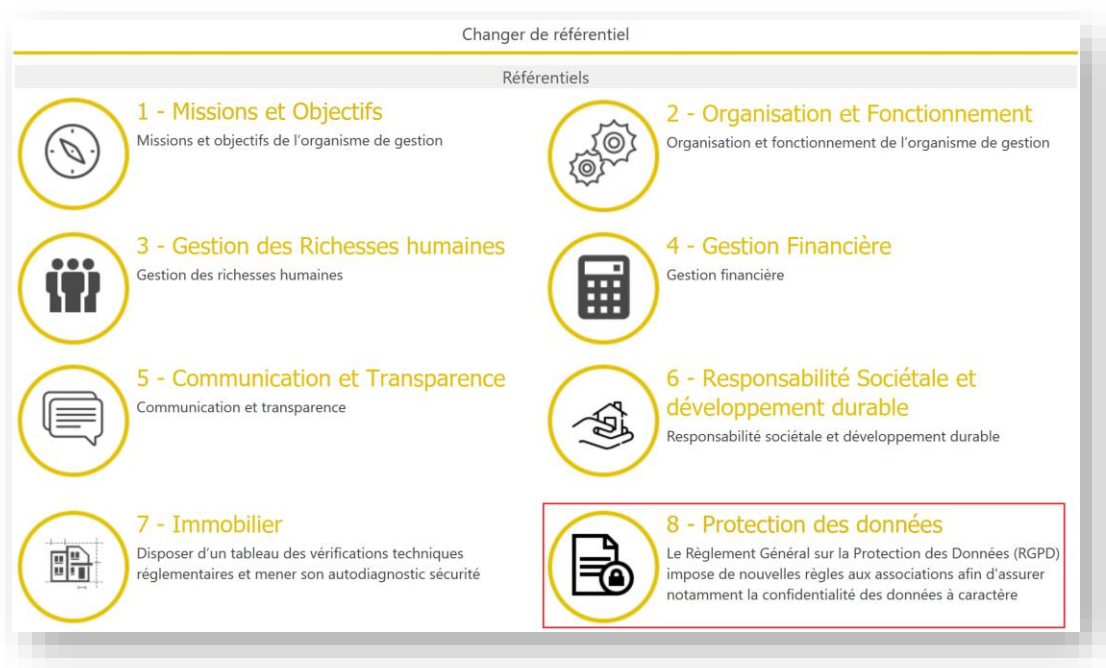 Changer de référentiel
Référentiels
1 - Missions et Objectifs
Missions et objectifs de l'organisme de gestion
2 - Organisation et Fonctionnement
Organisation et fonctionnement de l'organisme de gestion
3 - Gestion des Richesses humaines
Gestion des richesses humaines
4 - Gestion Financière
Gestion financière
5 - Communication et Transparence
Communication et transparence
6 - Responsabilité Sociétale et
développement durable
Responsabilité sociétale et développement durable
7 - Immobilier
Disposer d'un tableau des vérifications techniques
réglementaires et mener son autodiagnostic sécurité
8 - Protection des données
Le Règlement Général sur la Protection des Données (RGPD)
impose de nouvelles règles aux associations afin d'assurer
notamment la confidentialité des données à caractère